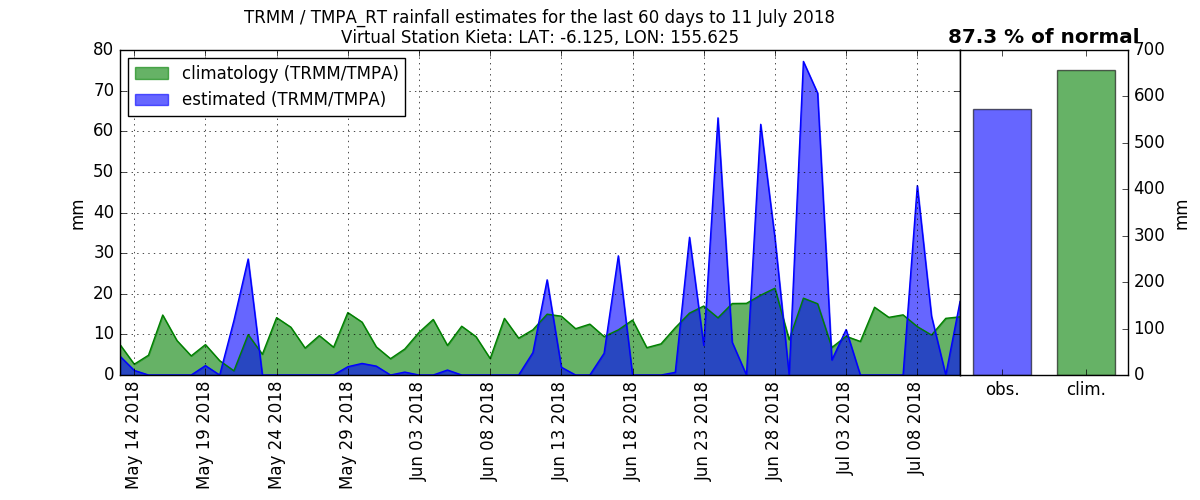 TRMM / TMPA_RT rainfall estimates for the last 60 days to 11 July 2018
Virtual Station Kieta: LAT: -6.125, LON: 155.625
87.3 % of normal
climatology (TRMM/TMPA)
estimated (TRMM/TMPA)
80
70
60
50
40
30
20
10
0
mm
May 14 2018
May 19 2018
May 24 2018
May 29 2018
Jun 03 2018
Jun 08 2018
Jun 13 2018
Jun 18 2018
Jun 23 2018
Jun 28 2018
Jul 03 2018
Jul 08 2018
obs.
clim.
700
600
500
400
300
200
100
0
mm